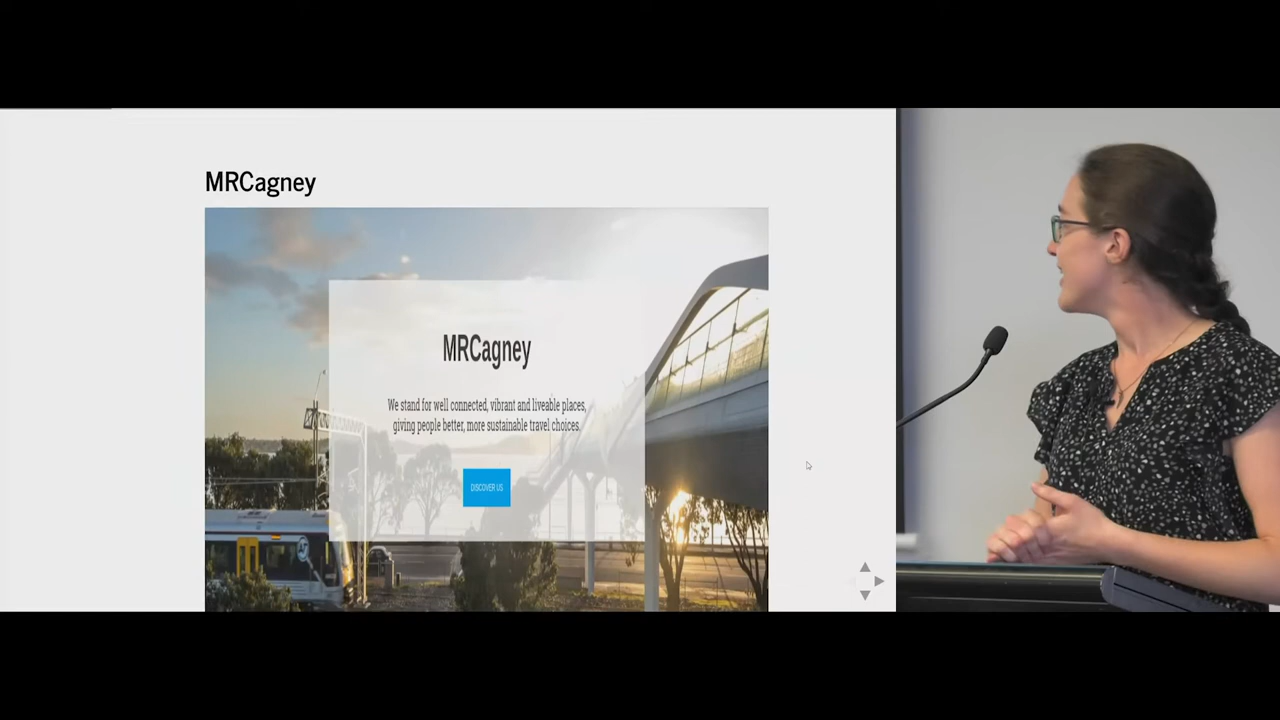 MRCagney
MRCagney
We stand for well connected, vibrant and liveable places,
giving people better, more sustainable travel choices.
DISCOVER US